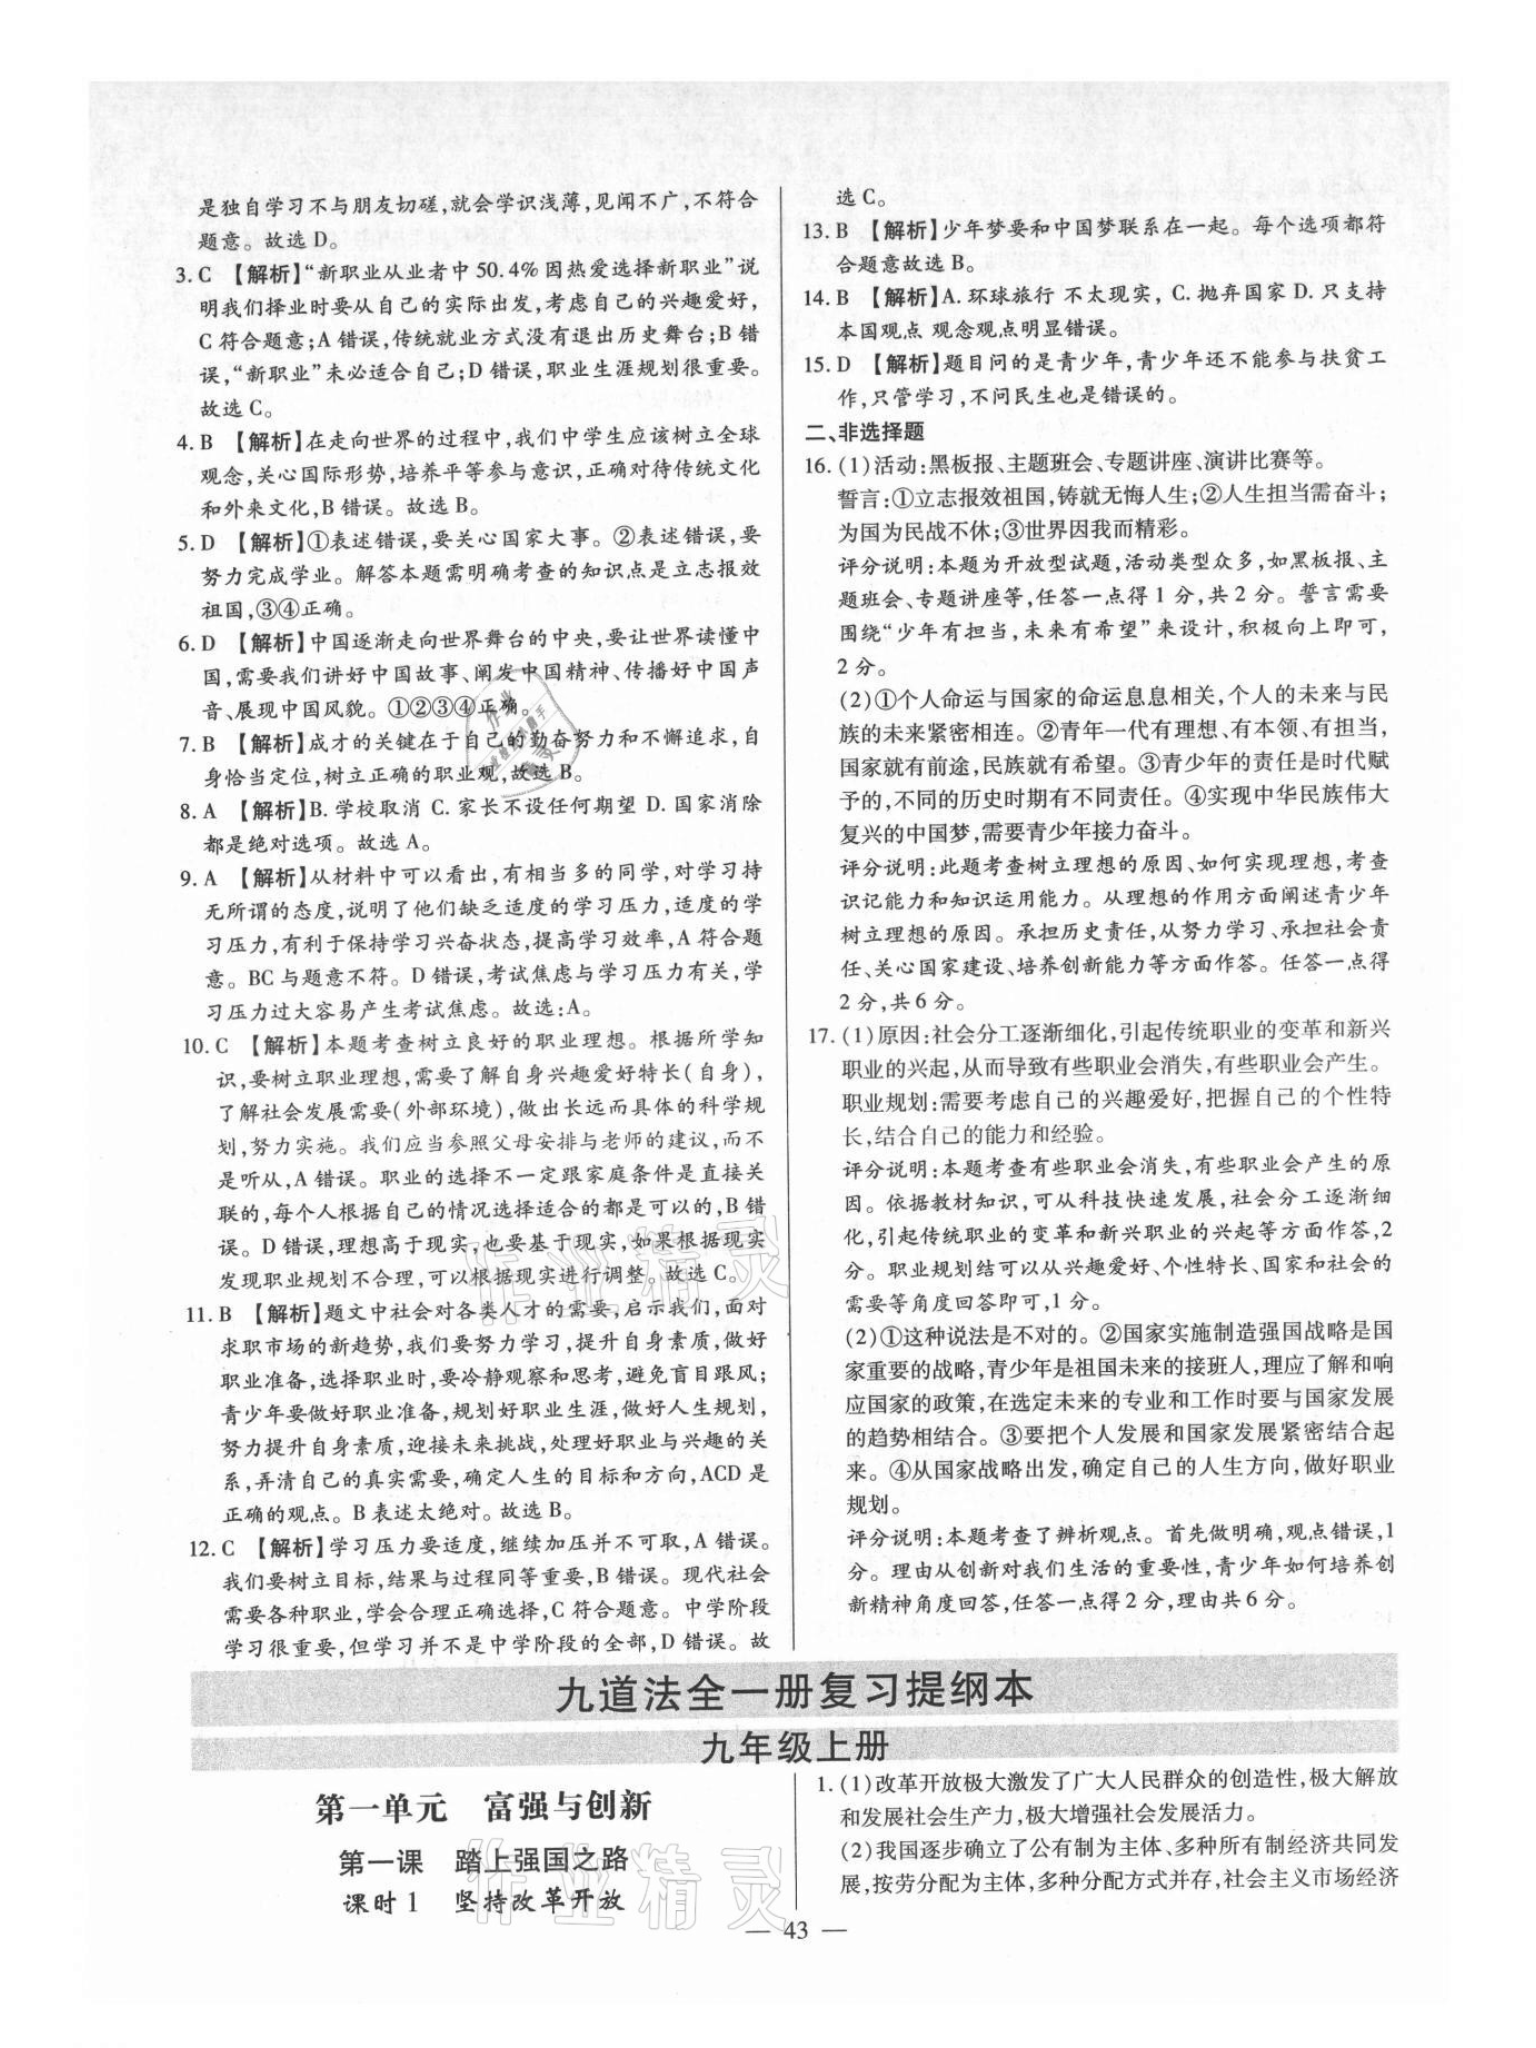 是独自学习不与朋友切磋,就会学识浅薄,见闻不广,不符合
题意。故选D。
3. C 【解析】“新职业从业者中50.4%因热爱选择新职业”说
明我们择业时要从自己的实际出发,考虑自己的兴趣爱好,
C符合题意;A错误,传统就业方式没有退出历史舞台;B错
误,“新职业”未必适合自己;D错误,职业生涯规划很重要。
故选C。
4. B 【解析】在走向世界的过程中,我们中学生应该树立全球
观念,关心国际形势,培养平等参与意识,正确对待传统文化
和外来文化,B错误。故选B。
5. D 【解析】①表述错误,要关心国家大事。②表述错误,要
努力完成学业。解答本题需明确考查的知识点是立志报效
祖国,③④正确。
6. D 【解析】中国逐渐走向世界舞台的中央,要让世界读懂中
国,需要我们讲好中国故事、阐发中国精神、传播好中国声
音、展现中国风貌。①②③④正确。
7. B 【解析】成才的关键在于自己的勤奋努力和不懈追求,自
身恰当定位,树立正确的职业观,故选B。
8. A 【解析】B. 学校取消 C. 家长不设任何期望 D. 国家消除
都是绝对选项。故选A。
9. A 【解析】从材料中可以看出,有相当多的同学,对学习持
无所谓的态度,说明了他们缺乏适度的学习压力,适度的学
习压力,有利于保持学习兴奋状态,提高学习效率,A符合题
意。BC与题意不符。D错误,考试焦虑与学习压力有关,学
习压力过大容易产生考试焦虑。故选:A。
10. C 【解析】本题考查树立良好的职业理想。根据所学知
识,要树立职业理想,需要了解自身兴趣爱好特长(自身),
了解社会发展需要(外部环境),做出长远而具体的科学规
划,努力实施。我们应当参照父母安排与老师的建议,而不
是听从,A错误。职业的选择不一定跟家庭条件是直接关
联的,每个人根据自己的情况选择适合的都是可以的,B错
误。D错误,理想高于现实,也要基于现实,如果根据现实
发现职业规划不合理,可以根据现实进行调整。故选C。
11. B 【解析】题文中社会对各类人才的需要,启示我们,面对
求职市场的新趋势,我们要努力学习,提升自身素质,做好
职业准备,选择职业时,要冷静观察和思考,避免盲目跟风;
青少年要做好职业准备,规划好职业生涯,做好人生规划,
努力提升自身素质,迎接未来挑战,处理好职业与兴趣的关
系,弄清自己的真实需要,确定人生的目标和方向,ACD是
正确的观点。B表述太绝对。故选B。
12. C 【解析】学习压力要适度,继续加压并不可取,A错误。
我们要树立目标,结果与过程同等重要,B错误。现代社会
需要各种职业,学会合理正确选择,C符合题意。中学阶段
学习很重要,但学习并不是中学阶段的全部,D错误。故
选C。
13. B 【解析】少年梦要和中国梦联系在一起。每个选项都符
合题意故选B。
14. B 【解析】A. 环球旅行 不太现实, C. 抛弃国家 D. 只支持
本国观点 观念观点明显错误。
15. D 【解析】题目问的是青少年,青少年还不能参与扶贫工
作,只管学习,不问民生也是错误的。
二、非选择题
16. (1)活动:黑板报、主题班会、专题讲座、演讲比赛等。
誓言:①立志报效祖国,铸就无悔人生;②人生担当需奋斗;
为国为民战不休;③世界因我而精彩。
评分说明:本题为开放型试题,活动类型众多,如黑板报、主
题班会、专题讲座等,任答一点得1分,共2分。誓言需要
围绕“少年有担当,未来有希望”来设计,积极向上即可,
2分。
(2)①个人命运与国家的命运息息相关,个人的未来与民
族的未来紧密相连。②青年一代有理想、有本领、有担当,
国家就有前途,民族就有希望。③青少年的责任是时代赋
予的,不同的历史时期有不同责任。④实现中华民族伟大
复兴的中国梦,需要青少年接力奋斗。
评分说明:此题考查树立理想的原因、如何实现理想,考查
识记能力和知识运用能力。从理想的作用方面阐述青少年
树立理想的原因。承担历史责任,从努力学习、承担社会责
任、关心国家建设、培养创新能力等方面作答。任答一点得
2分,共6分。
17. (1)原因:社会分工逐渐细化,引起传统职业的变革和新兴
职业的兴起,从而导致有些职业会消失,有些职业会产生。
职业规划:需要考虑自己的兴趣爱好,把握自己的个性特
长,结合自己的能力和经验。
评分说明:本题考查有些职业会消失,有些职业会产生的原
因。依据教材知识,可从科技快速发展,社会分工逐渐细
化,引起传统职业的变革和新兴职业的兴起等方面作答,2
分。职业规划结可以从兴趣爱好、个性特长、国家和社会的
需要等角度回答即可,1分。
(2)①这种说法是不对的。②国家实施制造强国战略是国
家重要的战略,青少年是祖国未来的接班人,理应了解和响
应国家的政策,在选定未来的专业和工作时要与国家发展
的趋势相结合。③要把个人发展和国家发展紧密结合起
来。④从国家战略出发,确定自己的人生方向,做好职业
规划。
评分说明:本题考查了辨析观点。首先做明确,观点错误,1
分。理由从创新对我们生活的重要性,青少年如何培养创
新精神角度回答,任答一点得2分,理由共6分。
九道法全一册复习提纲本
九年级上册
第一单元 富强与创新
第一课 踏上强国之路
课时1 坚持改革开放
1. (1)改革开放极大激发了广大人民群众的创造性,极大解放
和发展社会生产力,极大增强社会发展活力。
(2)我国逐步确立了公有制为主体、多种所有制经济共同发
展,按劳分配为主体、多种分配方式并存,社会主义市场经济
— 43 —
作业精灵
作业精灵